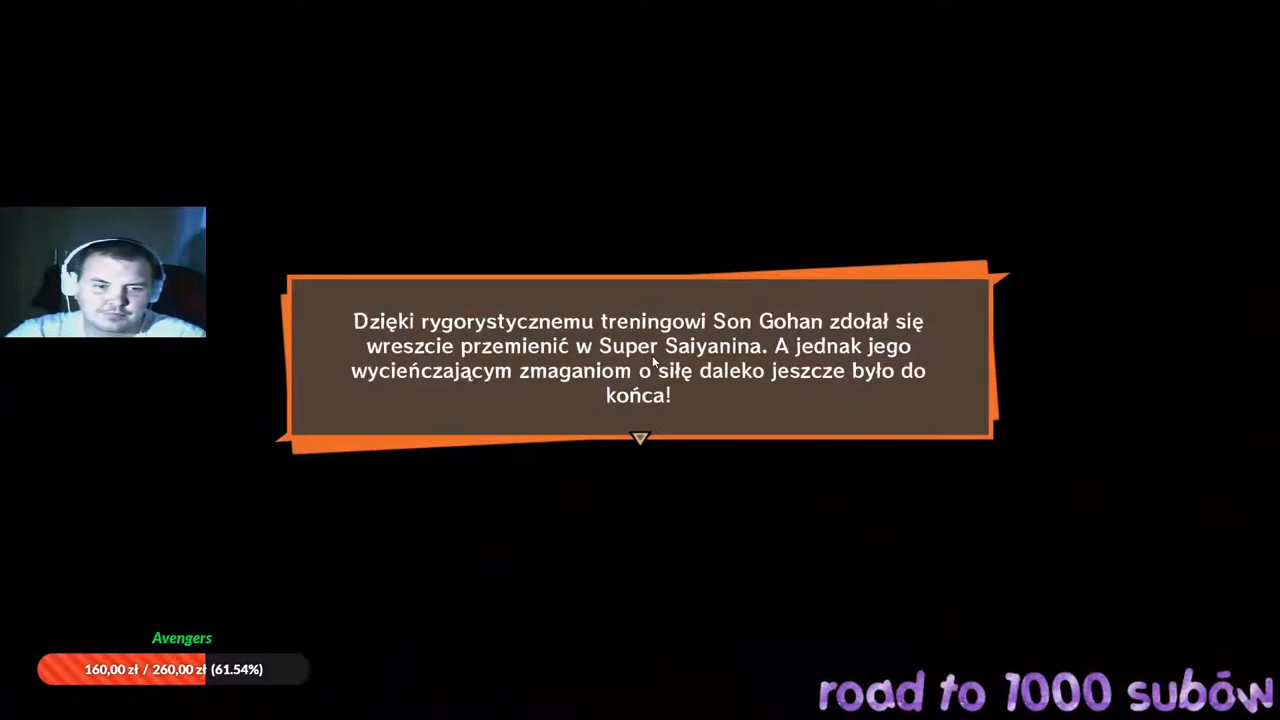 Dzięki rygorystycznemu treningowi Son Gohan zdołał się
wreszcie przemienić w Super Saiyanina. A jednak jego
wycieńczającym zmaganiom o siłę daleko jeszcze było do
końca!
Avengers
160,00 zł / 260,00 zł (61.54%)
road to 1000 subów